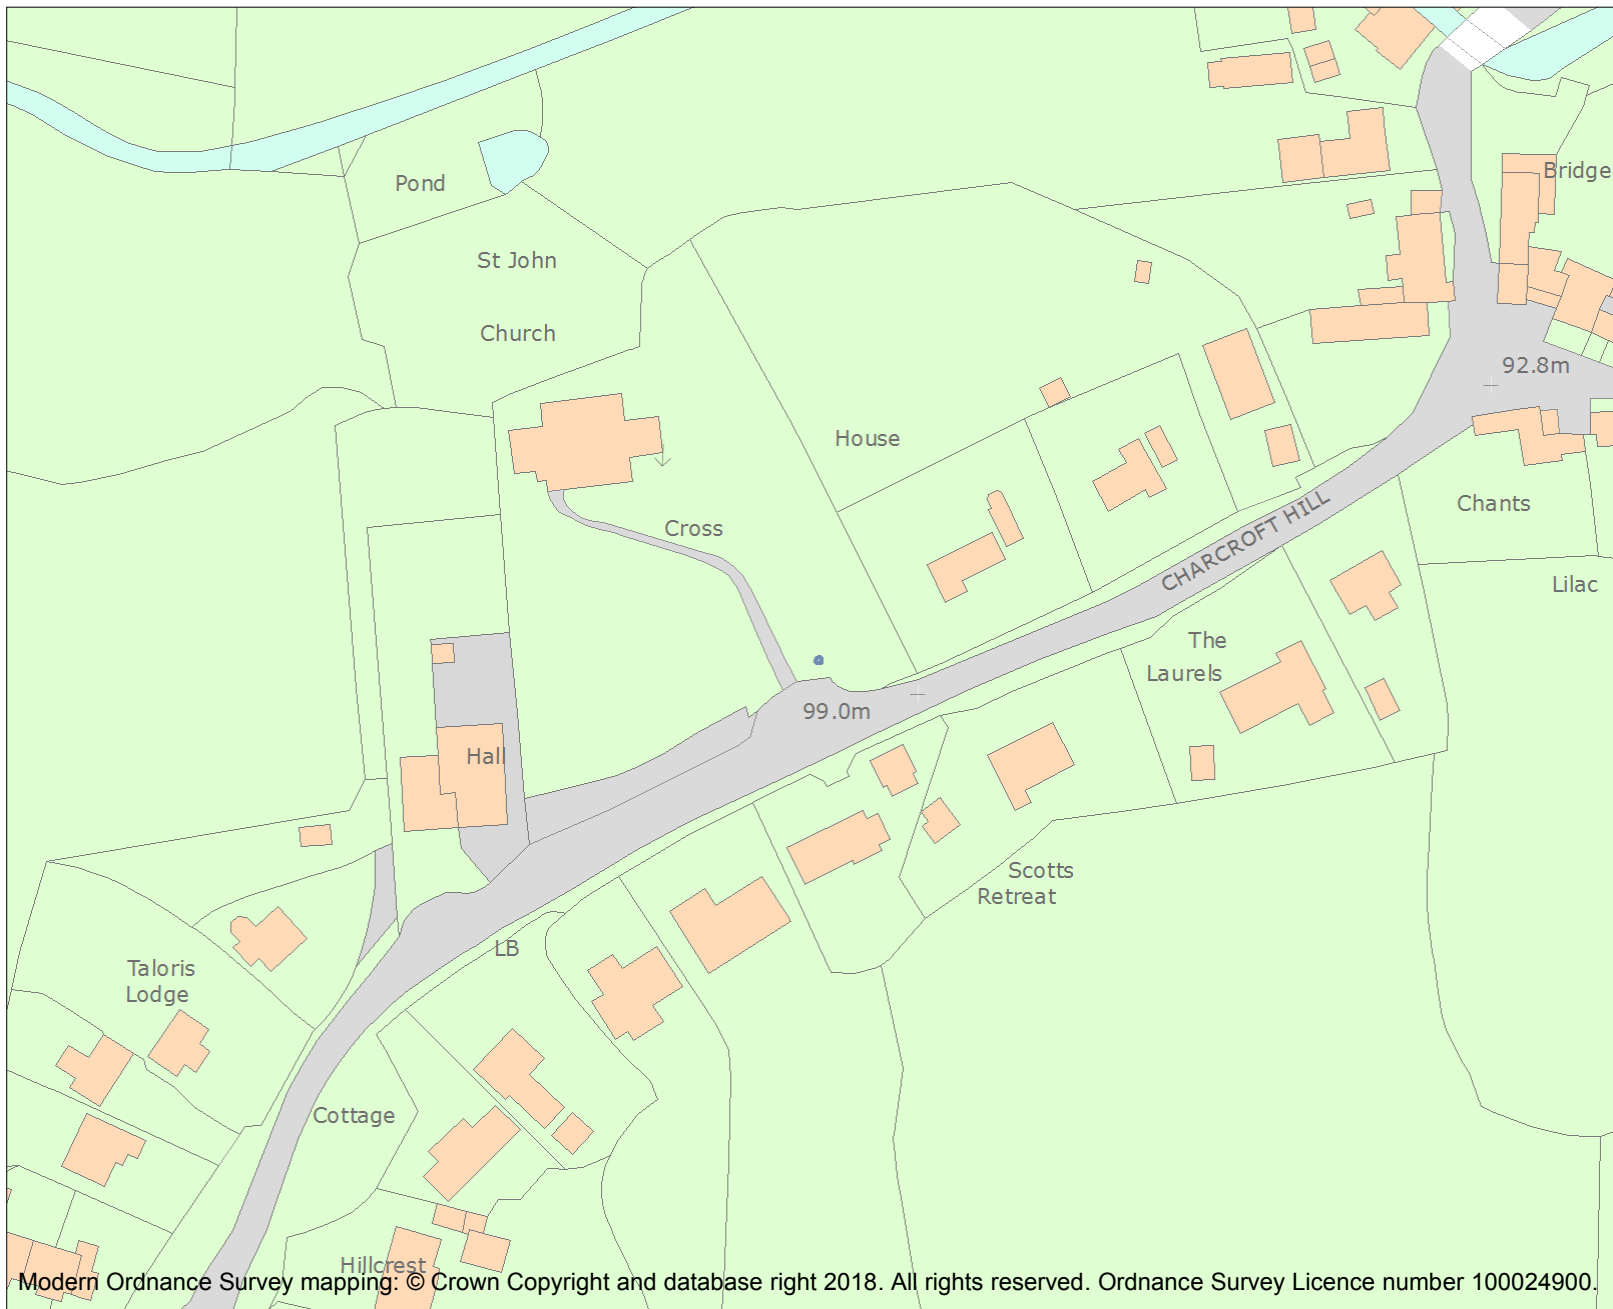 Bridge
Pond
St John
Church
92.8m
House
CHARCROFT HILL
Chants
Cross
Lilac
The
Laurels
99.0m
Hall
Scotts
Retreat
LB
Taloris
Lodge
Cottage
Hillcrest
Modern Ordnance Survey mapping: © Crown Copyright and database right 2018. All rights reserved. Ordnance Survey Licence number 100024900.